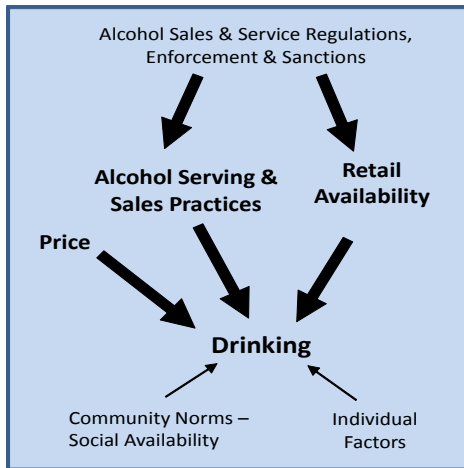 Alcohol Sales & Service Regulations,
Enforcement & Sanctions
Alcohol Serving &
Sales Practices
Retail
Availability
Price
Drinking
Community Norms –
Social Availability
Individual
Factors